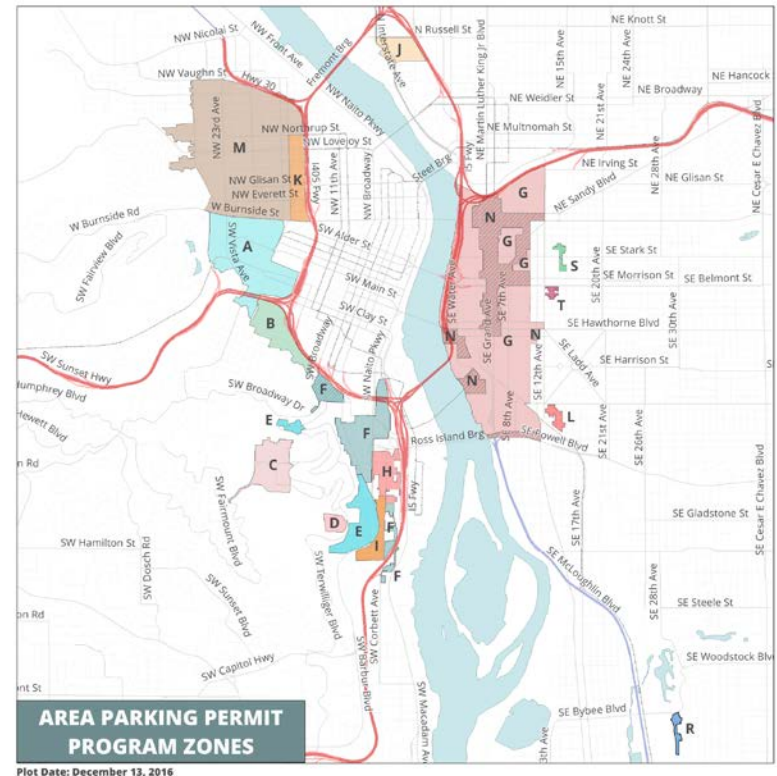 N Russell St
NE Knott St
NW Nicolai St
NW Front Ave
N Interstate Ave
NE Martin Luther King Jr Blvd
NE 15th Ave
NE 24th Ave
J
Fremont Brg
NW Vaughn St
Hwy 30
NE Hancock
NE Broadway
NE 21st Ave
NE Weidler St
NW Naito Pkwy
NW 23rd Ave
NW Northrup St
NE Multnomah St
NW Lovejoy St
M
I5 Fwy
NE Cesar E Chavez Blvd
Steel Brg
NE Irving St
NE 28th Ave
NE Glisan St
NW Glisan St
K
I405 Fwy
NW 11th Ave
NW Broadway
NE Sandy Blvd
G
NW Everett St
W Burnside St
W Burnside Rd
N
SW Vista Ave
A
SW Alder St
G
SE Stark St
S
G
SW Fairview Blvd
SE Morrison St
SE Belmont St
SE 20th Ave
SW Main St
SE Water Ave
SE Grand Ave
SE 7th Ave
T
SW Clay St
B
SE Hawthorne Blvd
SE 30th Ave
N
G
N
SW Broadway
SW Naito Pkwy
SE 12th Ave
SE Ladd Ave
SE Harrison St
SW Sunset Hwy
Humphrey Blvd
SW Broadway Dr
F
N
SE 8th Ave
L
Hewett Blvd
E
F
Ross Island Brg
SE Powell Blvd
SE 21st Ave
SE 26th Ave
SE Cesar E Chavez Blvd
C
H
I5 Fwy
SW Fairmount Blvd
SE 17th Ave
SE Gladstone St
D
E
F
I
SW Hamilton St
SW Dosch Rd
SW Terwilliger Blvd
F
SE McLoughlin Blvd
SE 28th Ave
SW Sunset Blvd
SW Corbett Ave
SE Steele St
SW Capitol Hwy
SW Barbur Blvd
SE Woodstock Blv
SW Macadam Av
SE Bybee Blvd
R
AREA PARKING PERMIT
PROGRAM ZONES
Plot Date: December 13, 2016